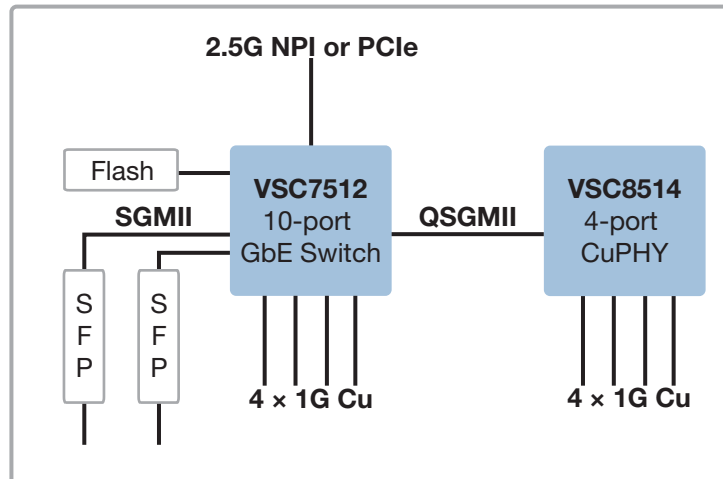 2.5G NPI or PCIe
Flash
SGMII
VSC7512
10-port
GbE Switch
QSGMII
VSC8514
4-port
CuPHY
S
F
P
S
F
P
4 × 1G Cu
4 × 1G Cu